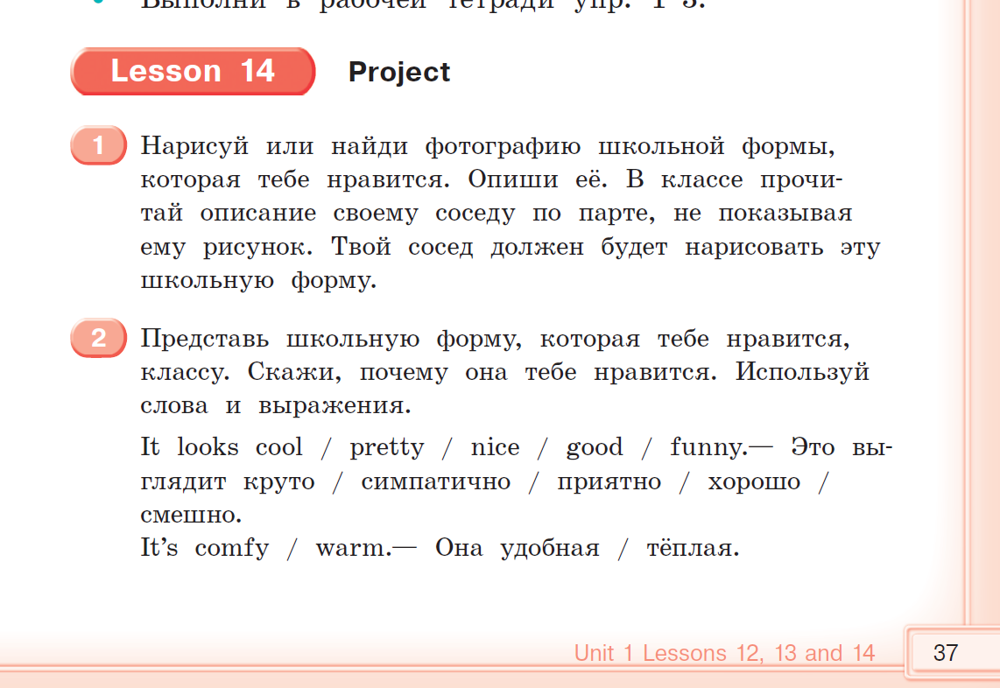 Выполни в рабочей тетради упр. 1–3.
Lesson 14 Project
1 Нарисуй или найди фотографию школьной формы,
которая тебе нравится. Опиши её. В классе прочи-
тай описание своему соседу по парте, не показывая
ему рисунок. Твой сосед должен будет нарисовать эту
школьную форму.
2 Представь школьную форму, которая тебе нравится,
классу. Скажи, почему она тебе нравится. Используй
слова и выражения.
It looks cool / pretty / nice / good / funny.— Это вы-
глядит круто / симпатично / приятно / хорошо /
смешно.
It's comfy / warm.— Она удобная / тёплая.
Unit 1 Lessons 12, 13 and 14 37